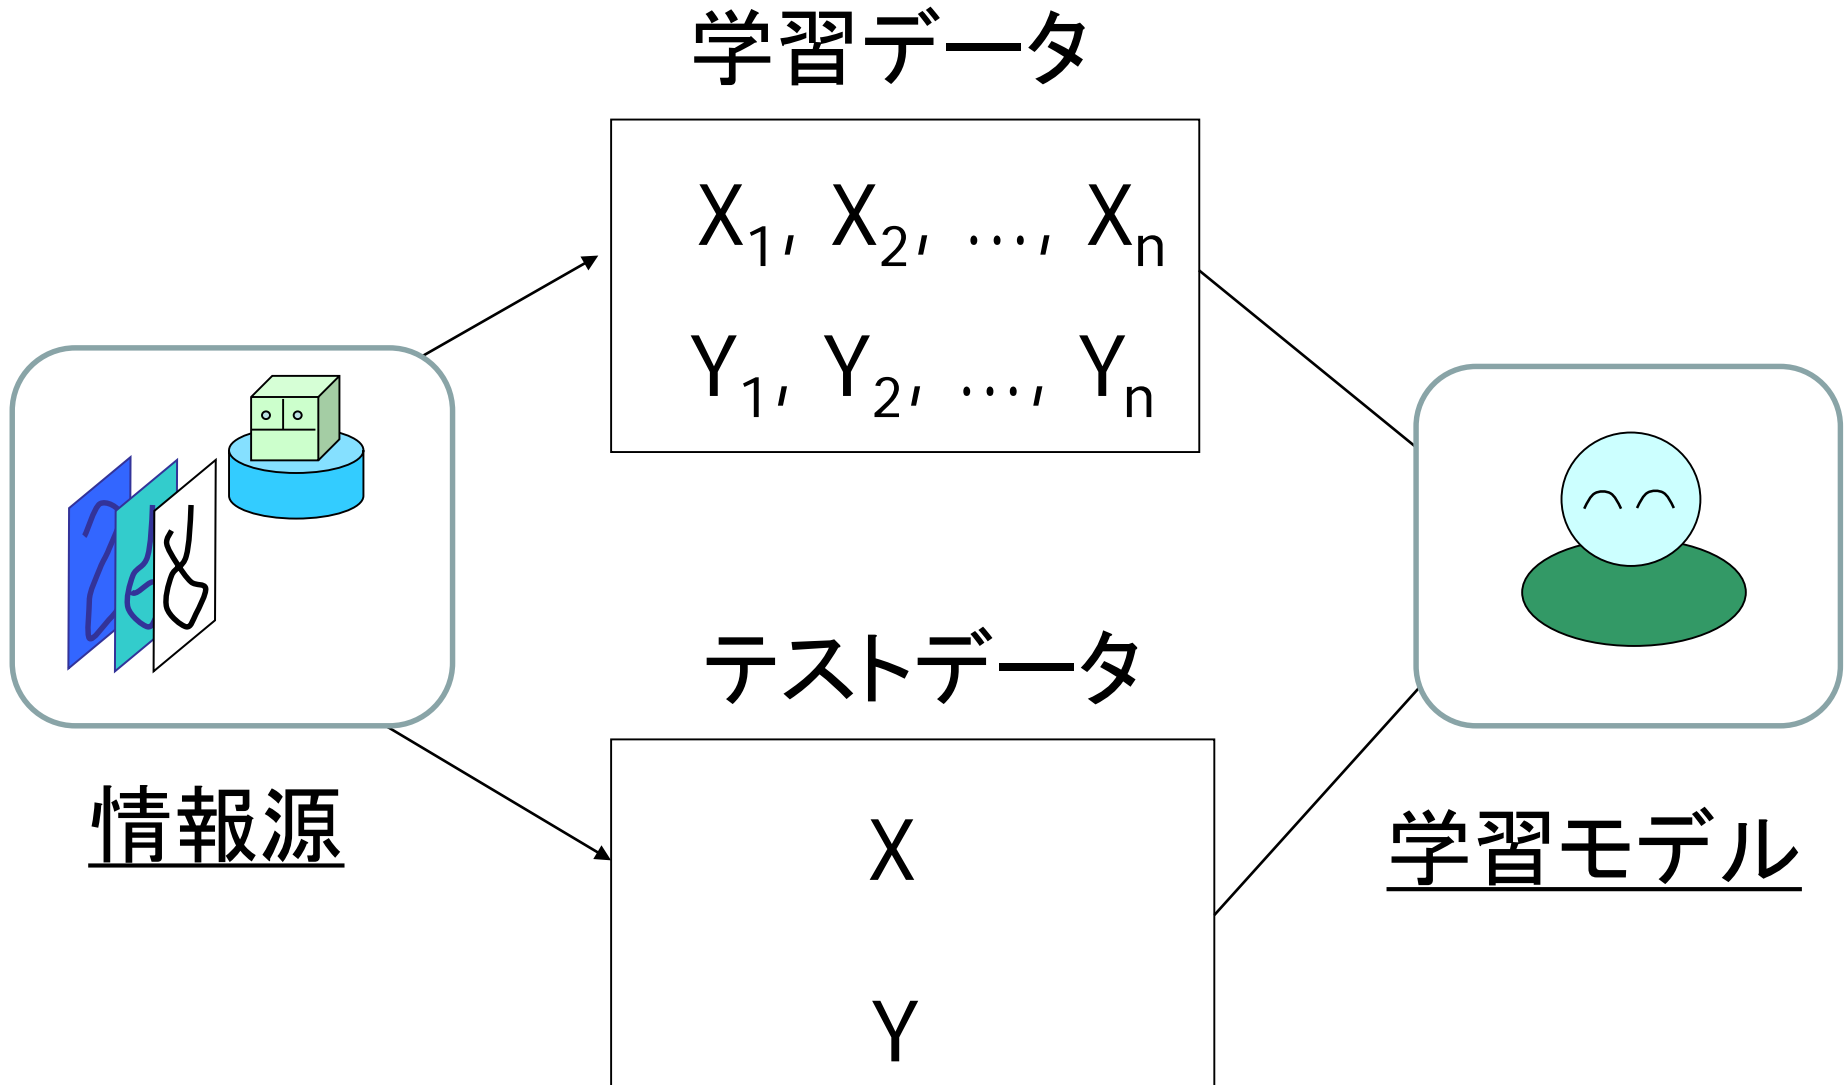 学習データ
X1, X2, …, Xn
Y1, Y2, …, Yn
情報源
テストデータ
X
Y
学習モデル